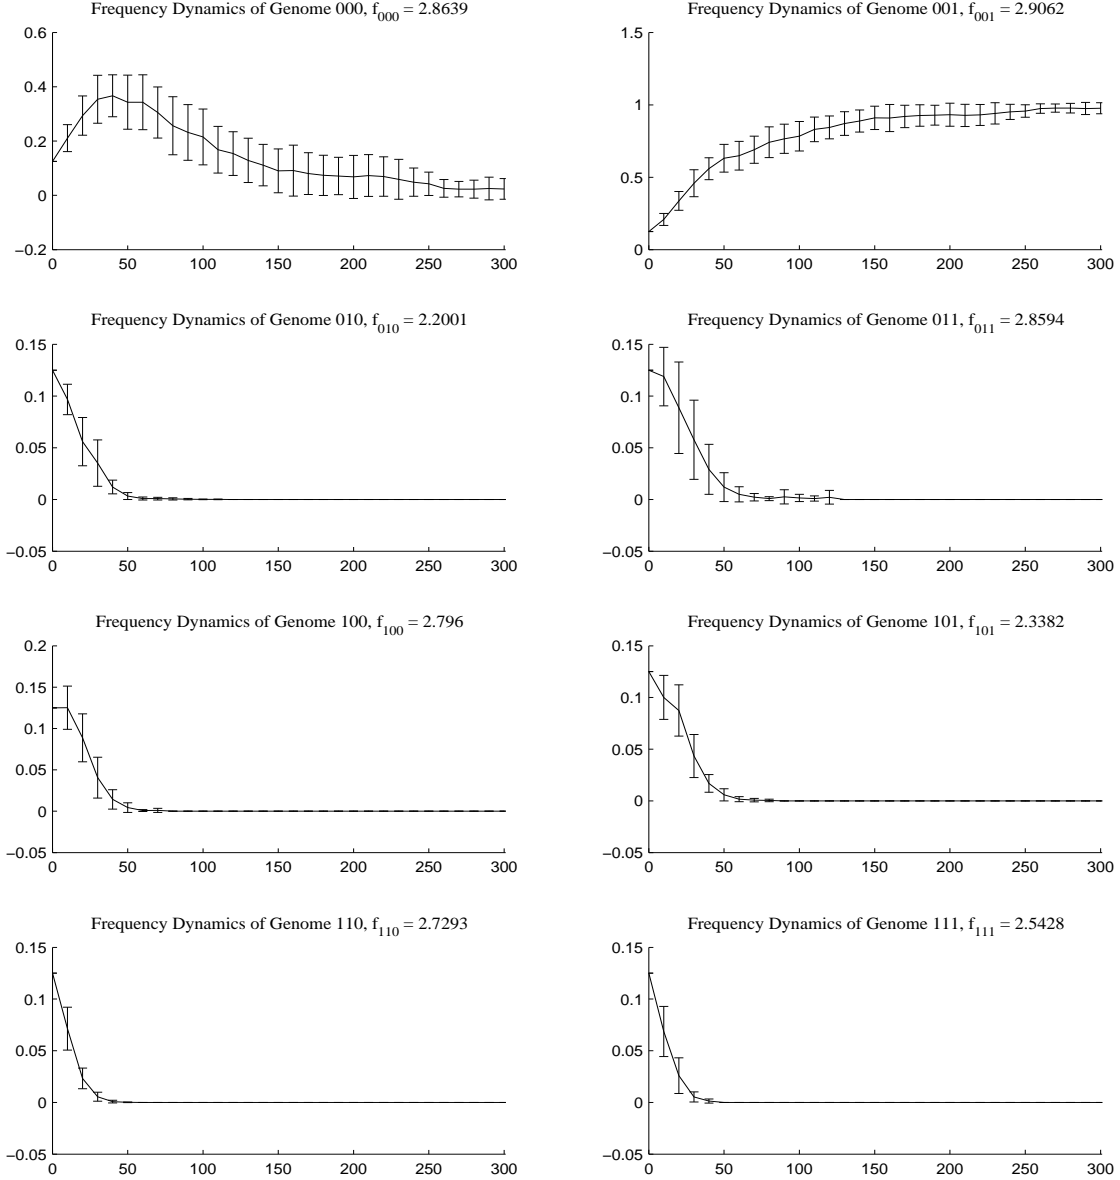 Frequency Dynamics of Genome 000, f000 = 2.8639
0.6
0.4
0.2
0
−0.2
0 50 100 150 200 250 300
Frequency Dynamics of Genome 001, f001 = 2.9062
1.5
1
0.5
0
0 50 100 150 200 250 300
Frequency Dynamics of Genome 010, f010 = 2.2001
0.15
0.1
0.05
0
−0.05
0 50 100 150 200 250 300
Frequency Dynamics of Genome 011, f011 = 2.8594
0.15
0.1
0.05
0
−0.05
0 50 100 150 200 250 300
Frequency Dynamics of Genome 100, f100 = 2.796
0.2
0.15
0.1
0.05
0
−0.05
0 50 100 150 200 250 300
Frequency Dynamics of Genome 101, f101 = 2.3382
0.15
0.1
0.05
0
−0.05
0 50 100 150 200 250 300
Frequency Dynamics of Genome 110, f110 = 2.7293
0.15
0.1
0.05
0
−0.05
0 50 100 150 200 250 300
Frequency Dynamics of Genome 111, f111 = 2.5428
0.15
0.1
0.05
0
−0.05
0 50 100 150 200 250 300